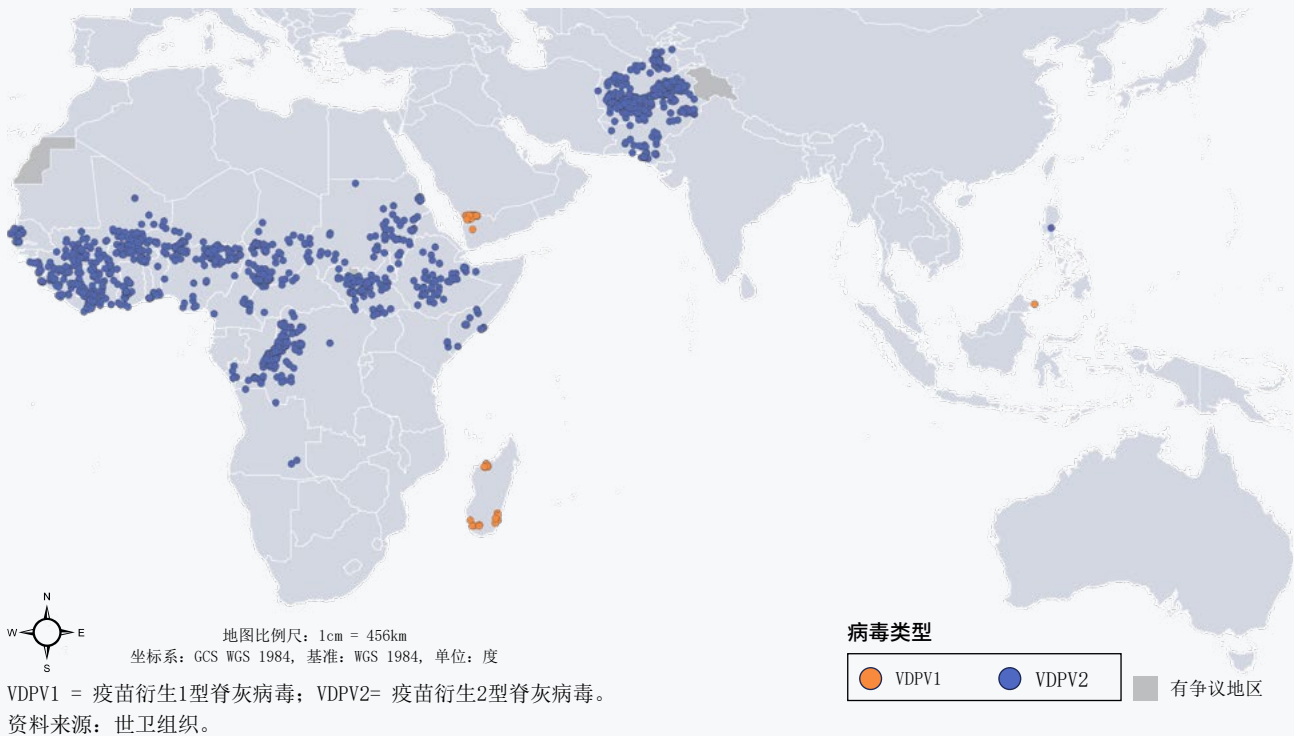 N
W E
S
地图比例尺：1cm = 456km
坐标系：GCS WGS 1984, 基准：WGS 1984, 单位：度
VDPV1 = 疫苗衍生1型脊灰病毒；VDPV2= 疫苗衍生2型脊灰病毒。
资料来源：世卫组织。
病毒类型
VDPV1 VDPV2
有争议地区